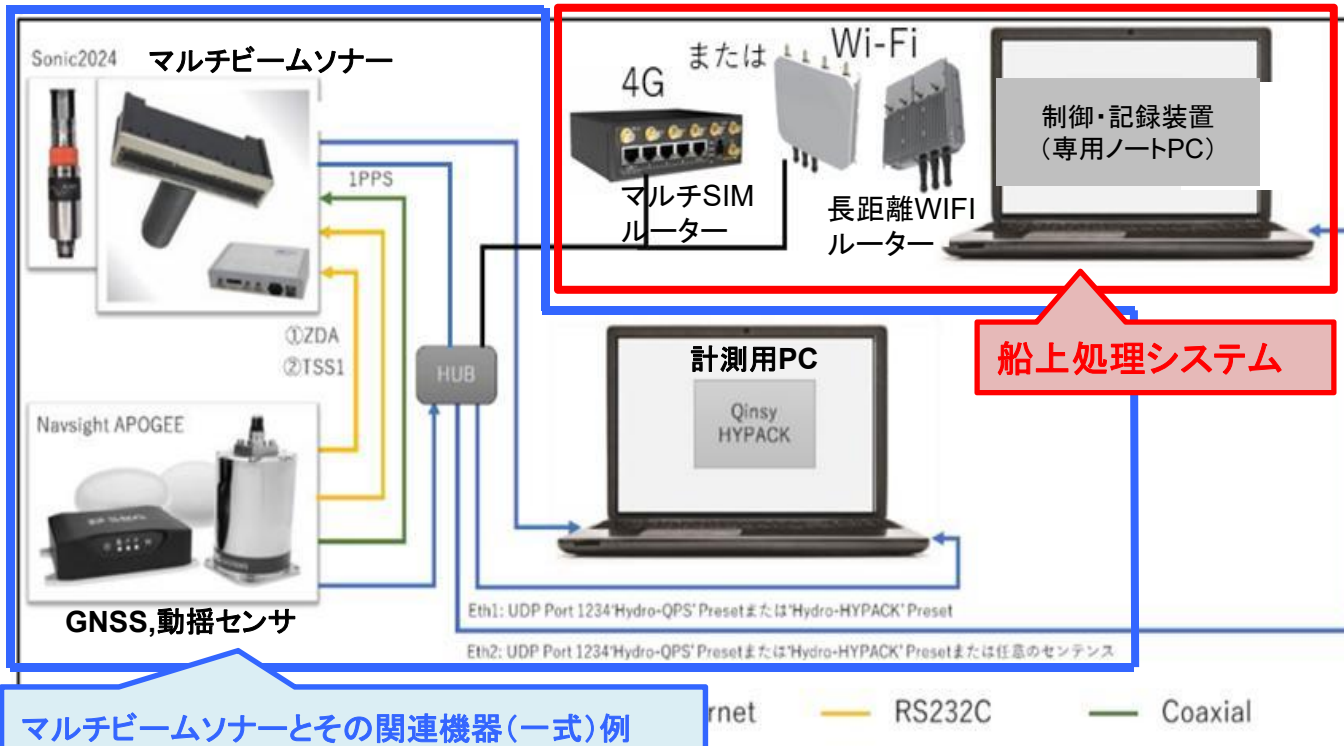 Sonic2024
マルチビームソナー
1PPS
①ZDA
②TSS1
Navsight APOGEE
GNSS,動揺センサ
HUB
4G
または
Wi-Fi
マルチSIM
ルーター
長距離WIFI
ルーター
制御・記録装置
(専用ノートPC)
船上処理システム
計測用PC
Qinsy
HYPACK
Eth1: UDP Port 1234‘Hydro-QPS’ Presetまたは‘Hydro-HYPACK’ Preset
Eth2: UDP Port 1234‘Hydro-QPS’ Presetまたは‘Hydro-HYPACK’ Presetまたは任意のセンテンス
マルチビームソナーとその関連機器(一式)例
rnet
RS232C
Coaxial